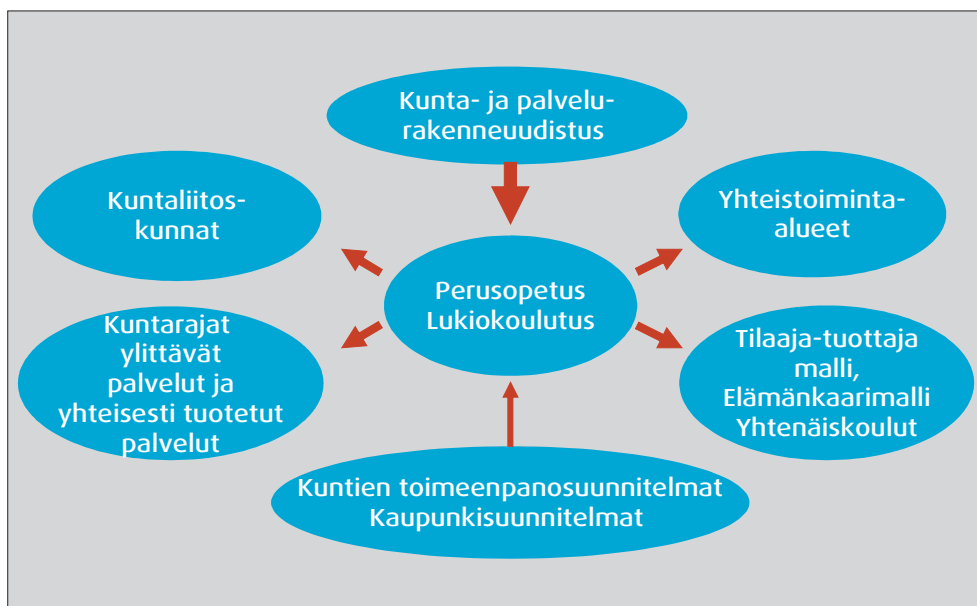 Kunta- ja palvelu-
rakenneuudistus
Kuntaliitos-
kunnat
Yhteistoiminta-
alueet
Perusopetus
Lukiokoulutus
Kuntarajat
ylittävät
palvelut ja
yhteisesti tuotetut
palvelut
Tilaaja-tuottaja
malli,
Elämänkaarimalli
Yhtenäiskoulut
Kuntien toimeenpanosuunnitelmat
Kaupunkisuunnitelmat